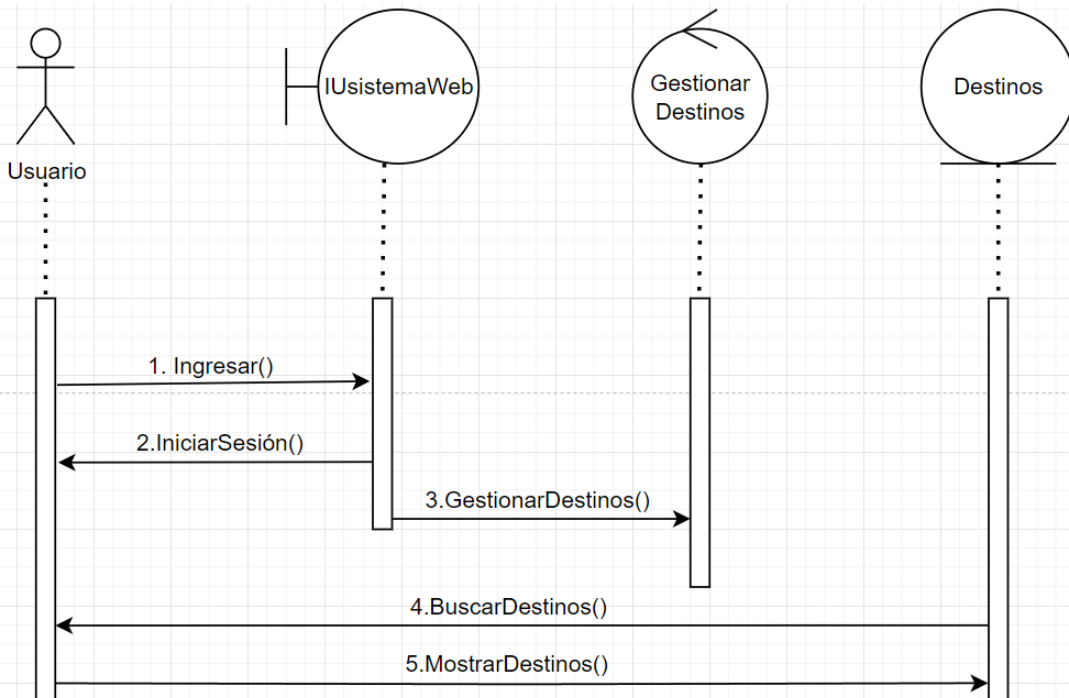 IUsistemaWeb
Gestionar
Destinos
Destinos
Usuario
1. Ingresar()
2.IniciarSesión()
3.GestionarDestinos()
4.BuscarDestinos()
5.MostrarDestinos()